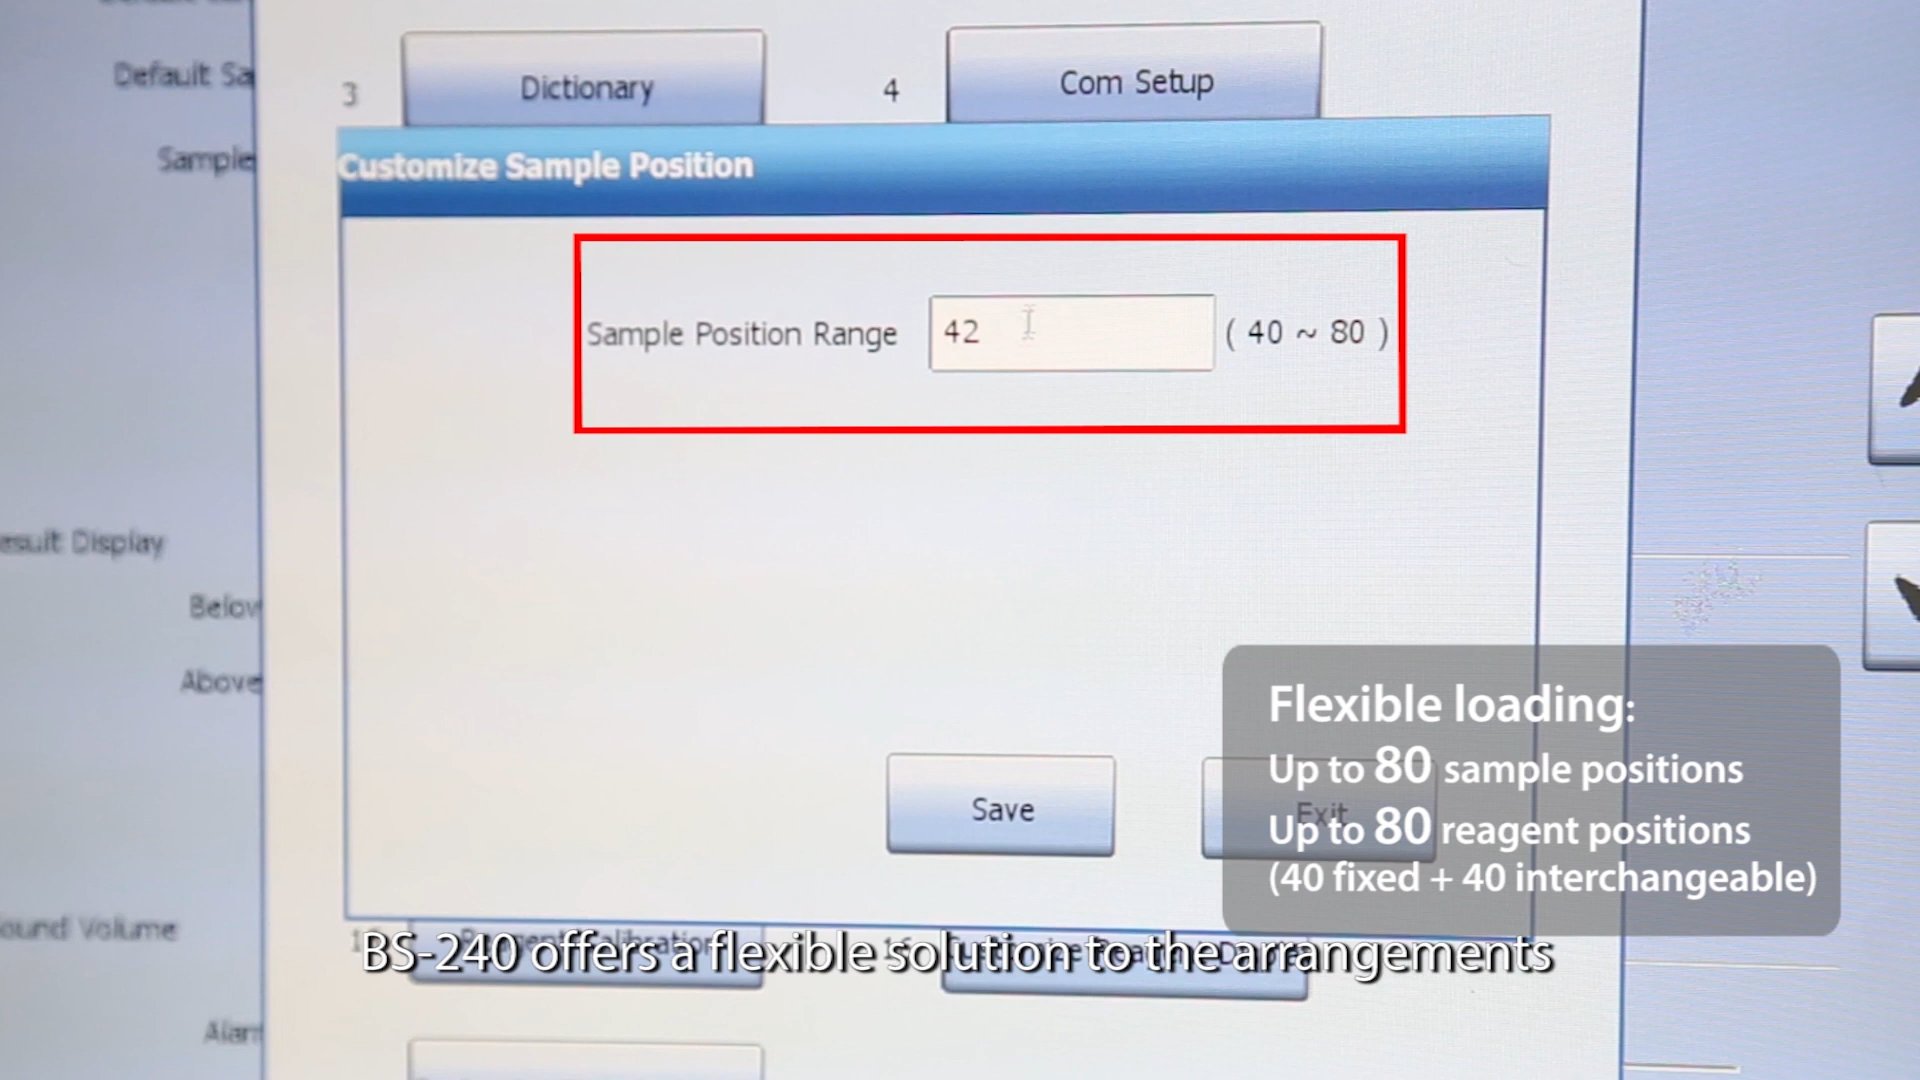 Default Sa
3
Dictionary
4
Com Setup
Sample
Customize Sample Position
Sample Position Range
42
( 40 ~ 80 )
esult Display
Below
Above
Save
Exit
Flexible loading:
Up to 80 sample positions
Up to 80 reagent positions
(40 fixed + 40 interchangeable)
ound Volume
BS-240 offers a flexible solution to the arrangements
Alarm